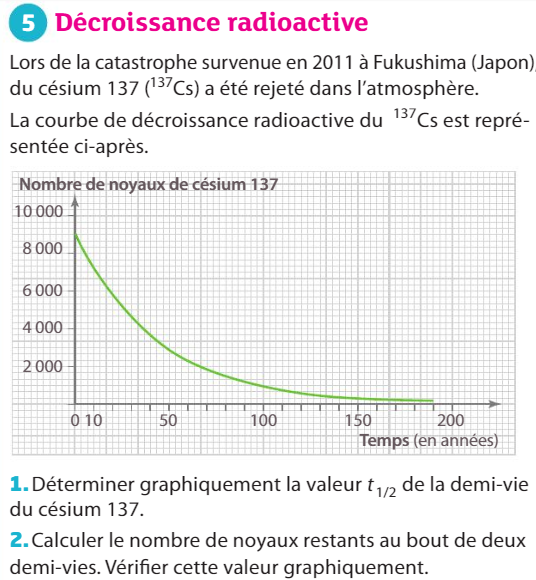 5 Décroissance radioactive
Lors de la catastrophe survenue en 2011 à Fukushima (Japon),
du césium 137 (¹³⁷Cs) a été rejeté dans l'atmosphère.
La courbe de décroissance radioactive du ¹³⁷Cs est repré-
sentée ci-après.
Nombre de noyaux de césium 137
10 000
8 000
6 000
4 000
2 000
0 10 50 100 150 200
Temps (en années)
1. Déterminer graphiquement la valeur t₁/₂ de la demi-vie
du césium 137.
2. Calculer le nombre de noyaux restants au bout de deux
demi-vies. Vérifier cette valeur graphiquement.